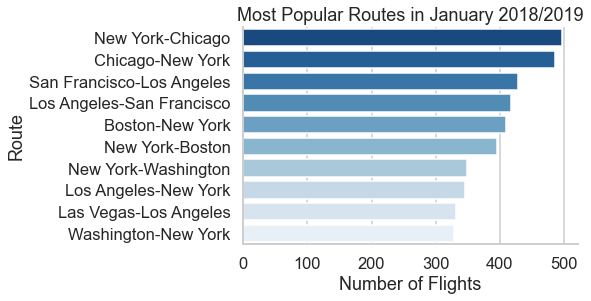 Most Popular Routes in January 2018/2019
New York-Chicago
Chicago-New York
San Francisco-Los Angeles
Los Angeles-San Francisco
Boston-New York
New York-Boston
New York-Washington
Los Angeles-New York
Las Vegas-Los Angeles
Washington-New York
Route
0 100 200 300 400 500
Number of Flights